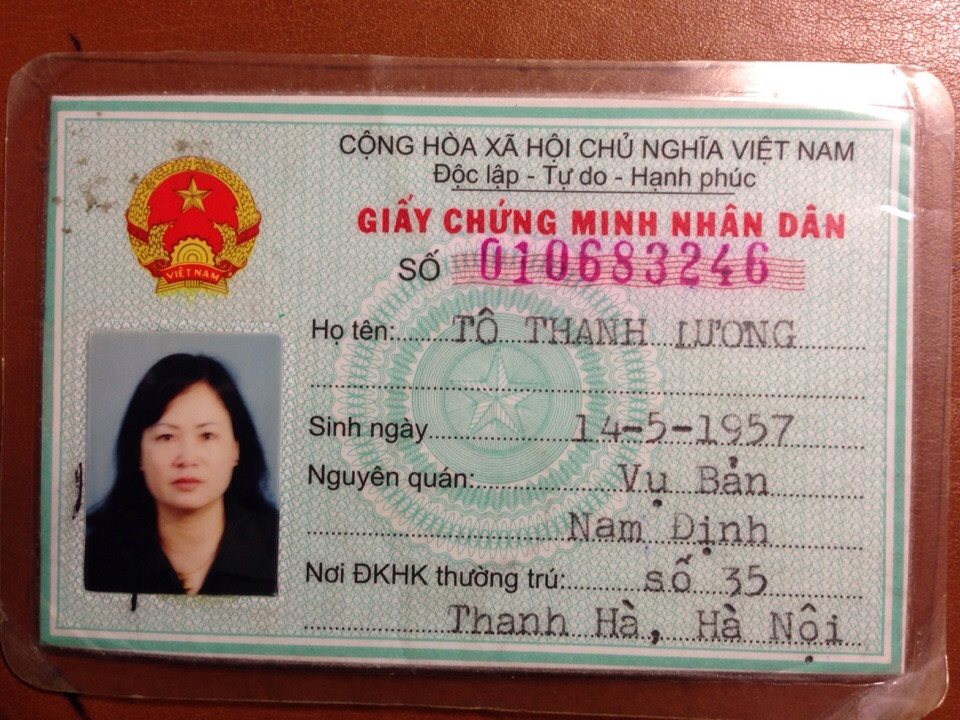 CỘNG HÒA XÃ HỘI CHỦ NGHĨA VIỆT NAM
Độc lập - Tự do - Hạnh phúc
GIẤY CHỨNG MINH NHÂN DÂN
SỐ 010683246
VIỆT NAM
Họ tên: TÔ THANH LƯƠNG
Sinh ngày 14-5-1957
Nguyên quán: Vụ Bản
Nam Định
Nơi ĐKHK thường trú: số 35
Thanh Hà, Hà Nội